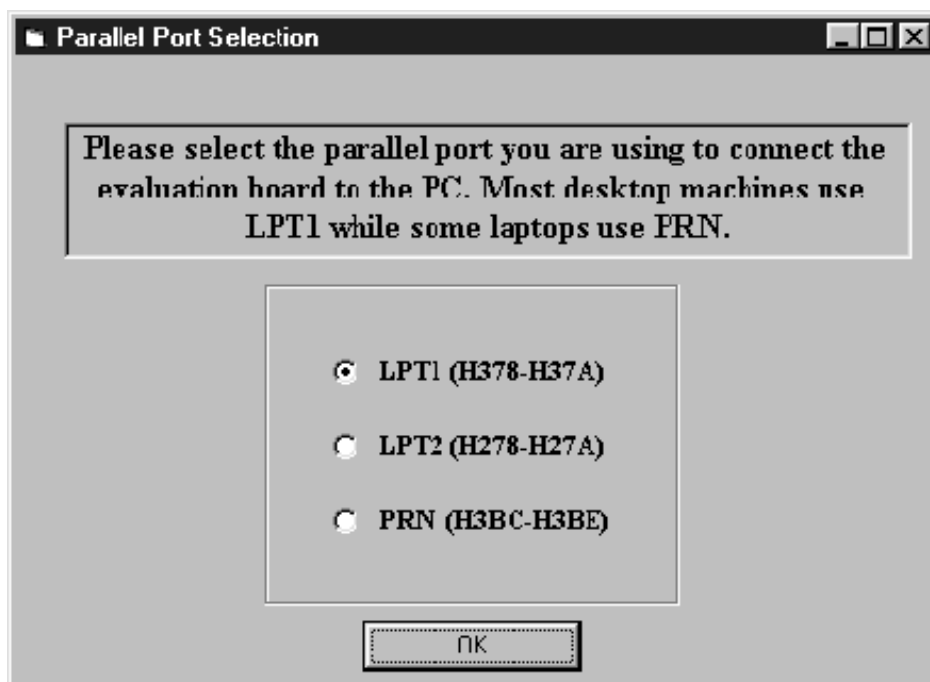 Parallel Port Selection
Please select the parallel port you are using to connect the
evaluation board to the PC. Most desktop machines use
LPT1 while some laptops use PRN.
LPT1 (H378-H37A)
LPT2 (H278-H27A)
PRN (H3BC-H3BE)
OK